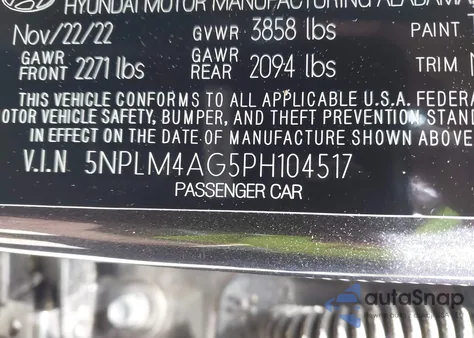 HYUNDAI MOTOR MANUFACTURING ALABAMA
Nov/22/22 GVWR 3858 lbs PAINT
GAWR FRONT 2271 lbs GAWR REAR 2094 lbs TRIM
THIS VEHICLE CONFORMS TO ALL APPLICABLE U.S.A. FEDERA
OTOR VEHICLE SAFETY, BUMPER, AND THEFT PREVENTION STANDA
IN EFFECT ON THE DATE OF MANUFACTURE SHOWN ABOVE
V.I.N 5NPLM4AG5PH104517
PASSENGER CAR
autoSnap